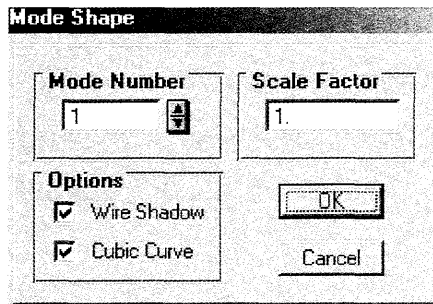 Mode Shape
Mode Number
Scale Factor
1
1.
Options
Wire Shadow
Cubic Curve
OK
Cancel